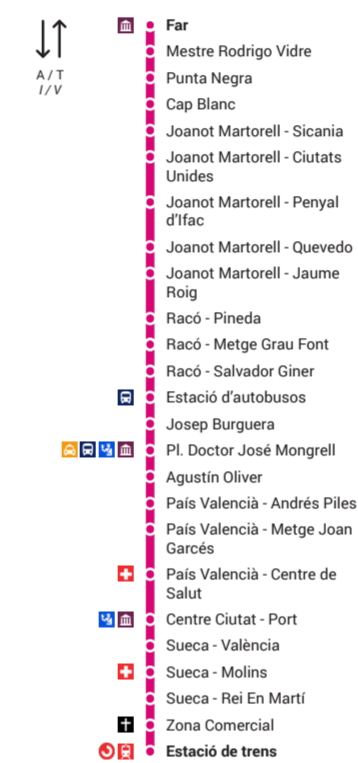 A / T
I / V
Far
Mestre Rodrigo Vidre
Punta Negra
Cap Blanc
Joanot Martorell - Sicania
Joanot Martorell - Ciutats
Unides
Joanot Martorell - Penyal
d'Ifac
Joanot Martorell - Quevedo
Joanot Martorell - Jaume
Roig
Racó - Pineda
Racó - Metge Grau Font
Racó - Salvador Giner
Estació d'autobusos
Josep Burguera
Pl. Doctor José Mongrell
Agustín Oliver
País Valencià - Andrés Piles
País Valencià - Metge Joan
Garcés
País Valencià - Centre de
Salut
Centre Ciutat - Port
Sueca - València
Sueca - Molins
Sueca - Rei En Martí
Zona Comercial
Estació de trens